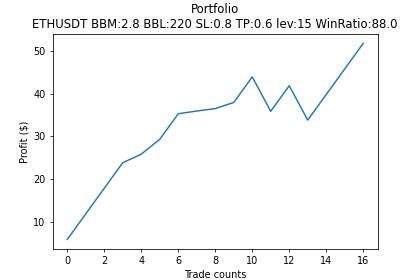 Portfolio
ETHUSDT BBM:2.8 BBL:220 SL:0.8 TP:0.6 lev:15 WinRatio:88.0
50
40
30
20
10
Profit ($)
0 2 4 6 8 10 12 14 16
Trade counts